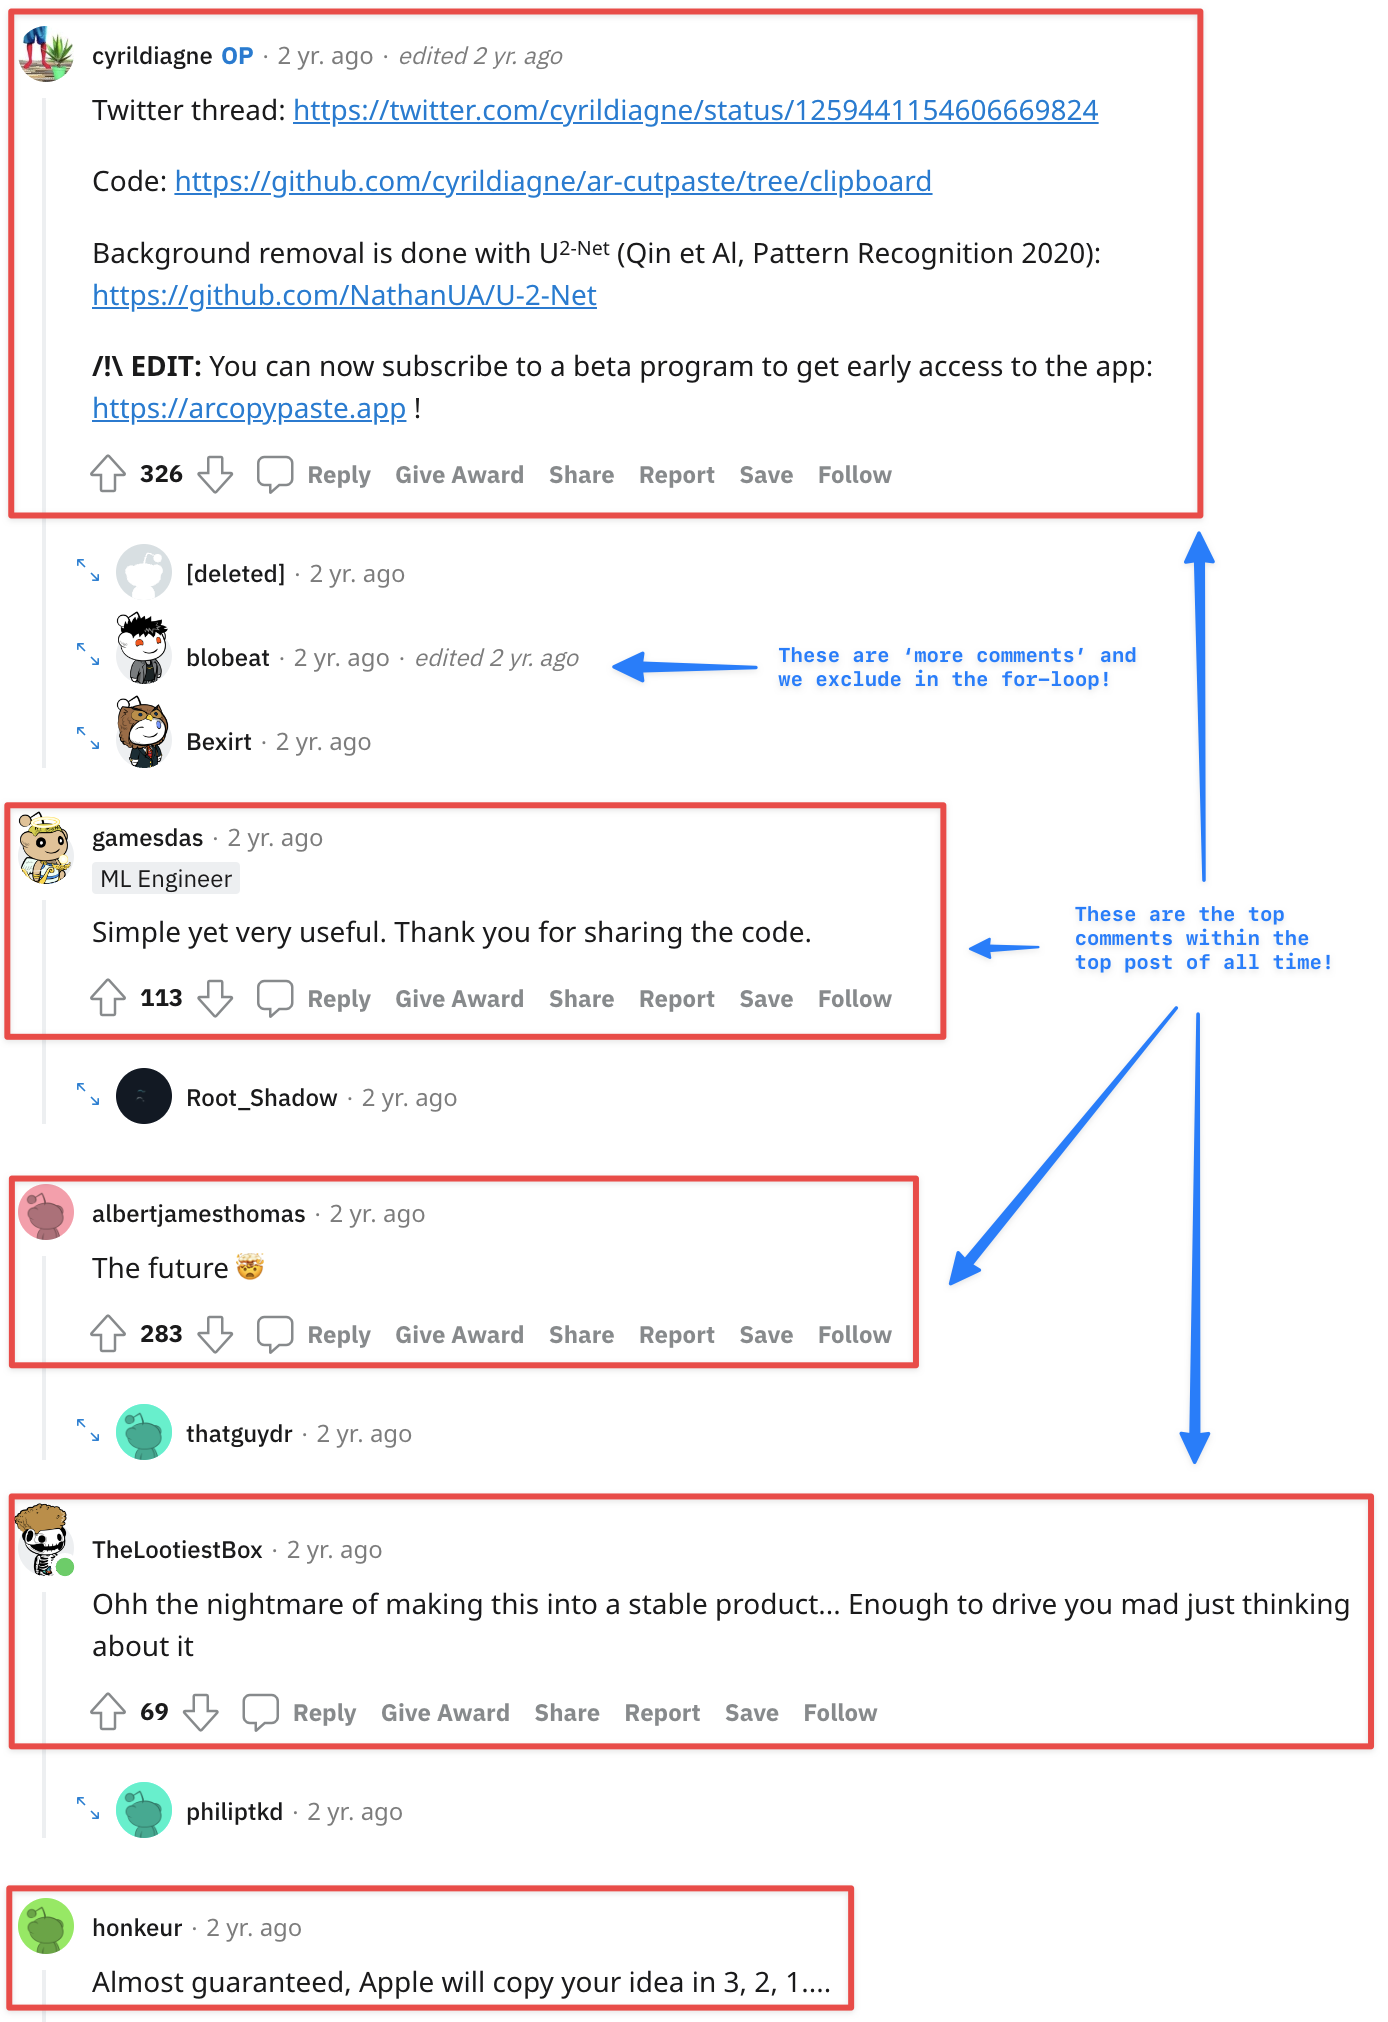 cyrildiagne OP · 2 yr. ago · edited 2 yr. ago
Twitter thread: https://twitter.com/cyrildiagne/status/1259441154606669824
Code: https://github.com/cyrildiagne/ar-cutpaste/tree/clipboard
Background removal is done with U2-Net (Qin et Al, Pattern Recognition 2020):
https://github.com/NathanUA/U-2-Net
/!\ EDIT: You can now subscribe to a beta program to get early access to the app:
https://arcopypaste.app !
326 Reply Give Award Share Report Save Follow
[deleted] · 2 yr. ago
blobeat · 2 yr. ago · edited 2 yr. ago
These are ‘more comments’ and
we exclude in the for-loop!
Bexirt · 2 yr. ago
gamesdas · 2 yr. ago
ML Engineer
Simple yet very useful. Thank you for sharing the code.
113 Reply Give Award Share Report Save Follow
These are the top
comments within the
top post of all time!
Root_Shadow · 2 yr. ago
albertjamesthomas · 2 yr. ago
The future 🤯
283 Reply Give Award Share Report Save Follow
thatguydr · 2 yr. ago
TheLootiestBox · 2 yr. ago
Ohh the nightmare of making this into a stable product... Enough to drive you mad just thinking
about it
69 Reply Give Award Share Report Save Follow
philiptkd · 2 yr. ago
honkeur · 2 yr. ago
Almost guaranteed, Apple will copy your idea in 3, 2, 1....